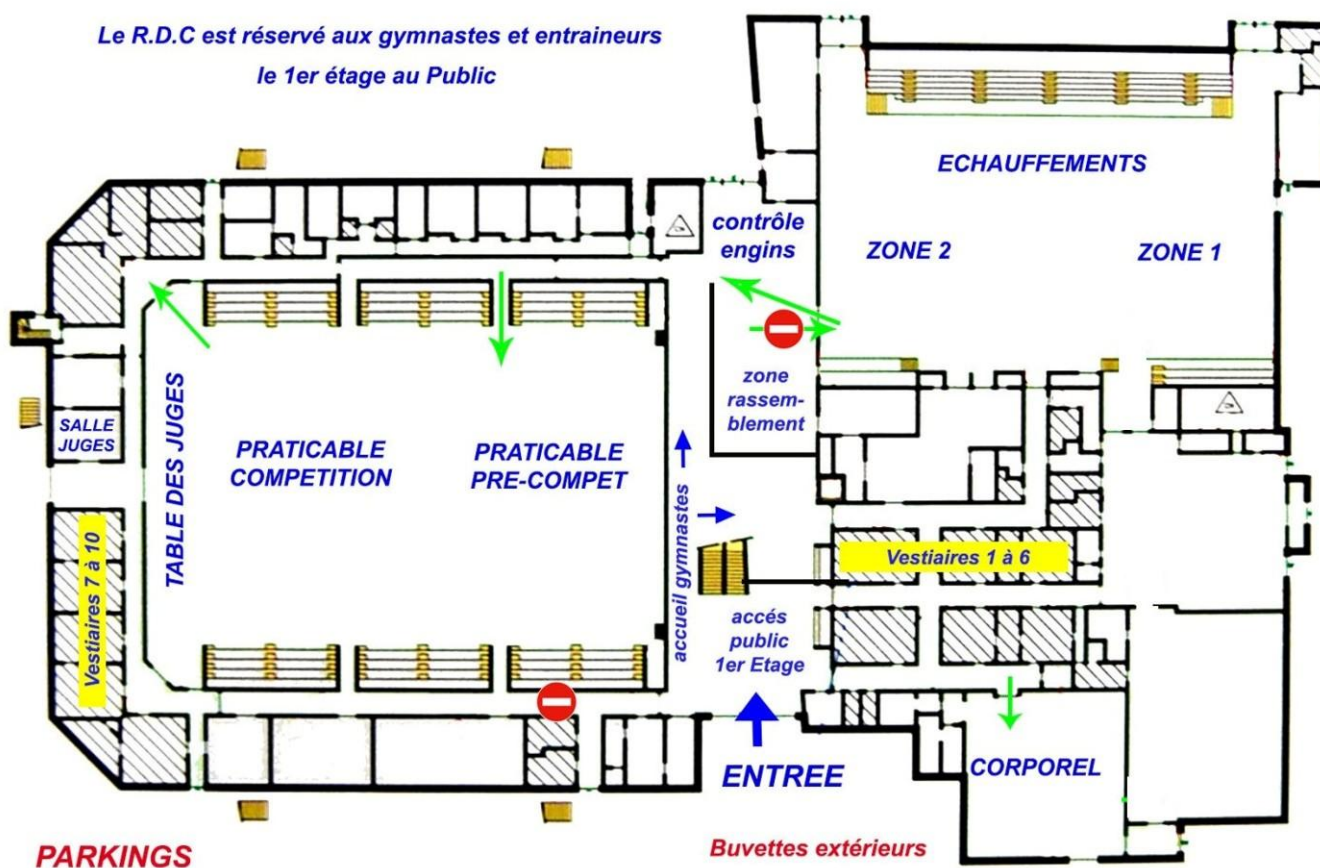 Le R.D.C est réservé aux gymnastes et entraineurs
le 1er étage au Public
ECHAUFFEMENTS
contrôle
engins
ZONE 2
ZONE 1
zone
rassem-
blement
SALLE
JUGES
TABLE DES JUGES
PRATICABLE
COMPETITION
PRATICABLE
PRE-COMPET
accueil gymnastes
Vestiaires 7 à 10
Vestiaires 1 à 6
accés
public
1er Etage
ENTREE
CORPOREL
PARKINGS
Buvettes extérieurs